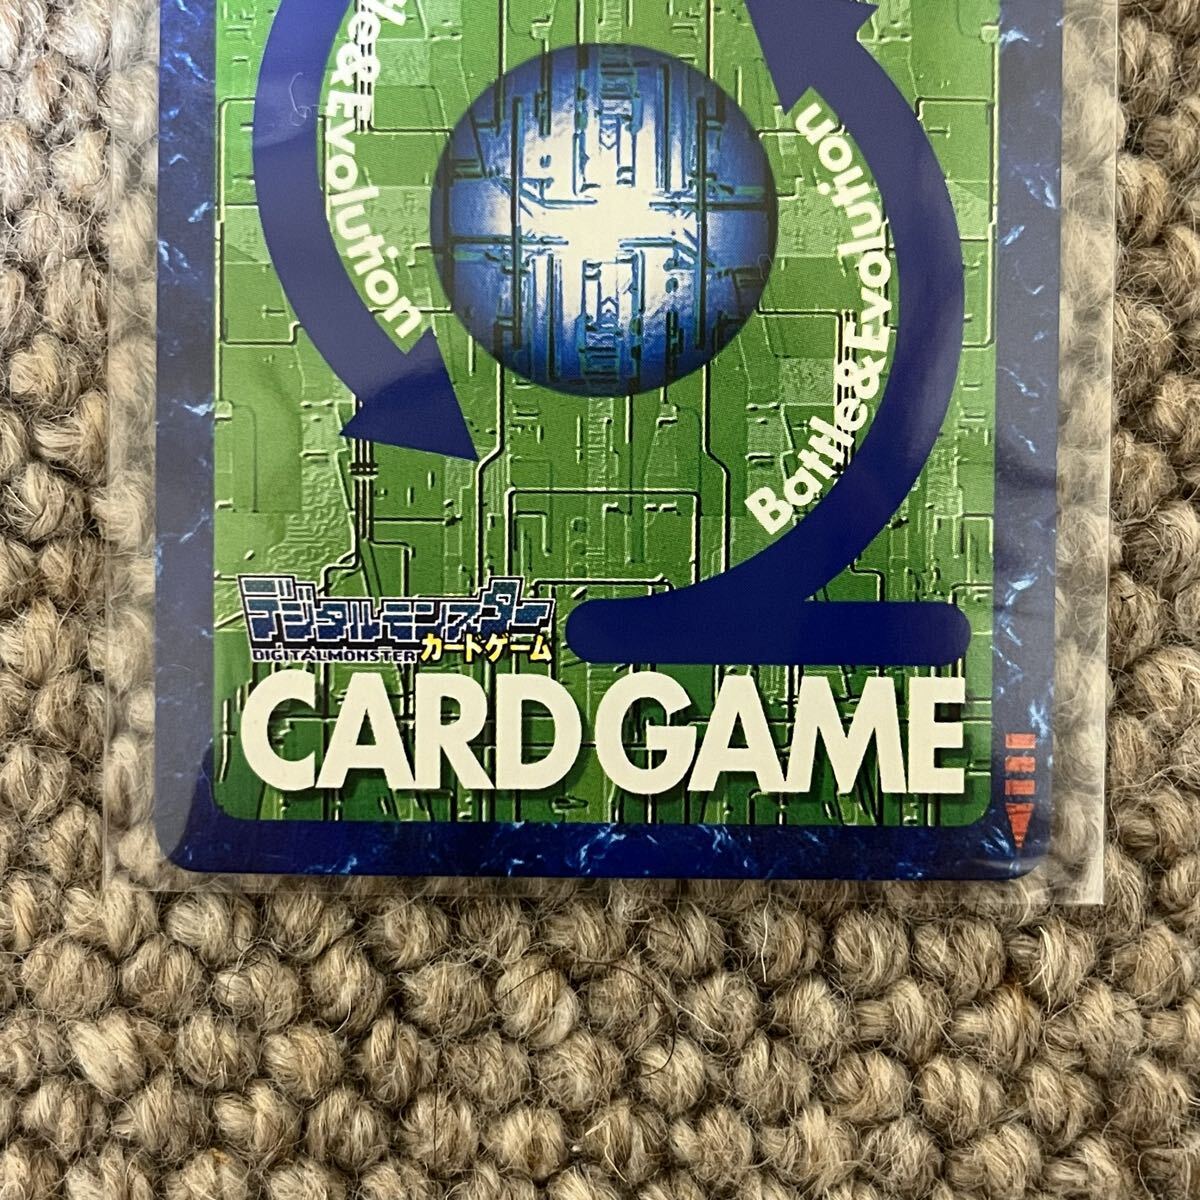 le&Evolution
Battle&Evolution
デジタルモンスター
DIGITALMONSTER カードゲーム
CARD GAME